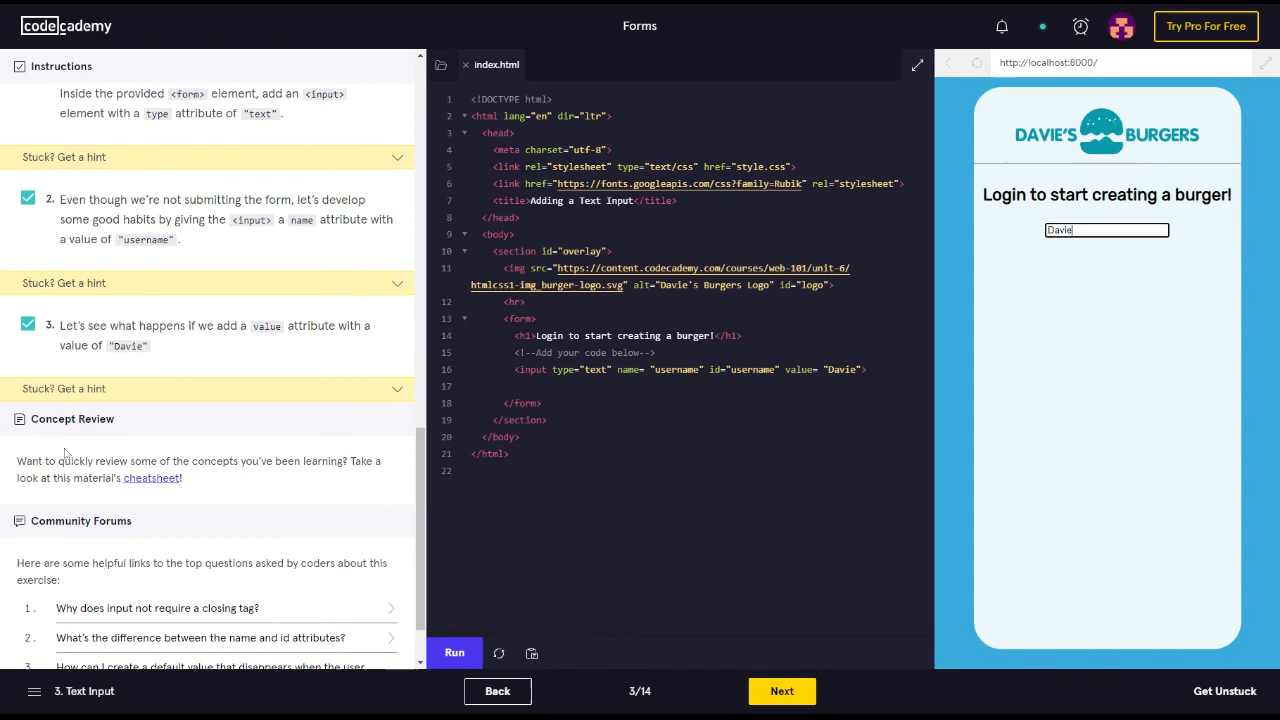 codecademy
Forms
Try Pro For Free
Instructions
Inside the provided <form> element, add an <input>
element with a type attribute of "text".
Stuck? Get a hint
2. Even though we're not submitting the form, let's develop
some good habits by giving the <input> a name attribute with
a value of "username".
Stuck? Get a hint
3. Let's see what happens if we add a value attribute with a
value of "Davie"
Stuck? Get a hint
Concept Review
Want to quickly review some of the concepts you've been learning? Take a
look at this material's cheatsheet!
Community Forums
Here are some helpful links to the top questions asked by coders about this
exercise:
1. Why does input not require a closing tag?
2. What's the difference between the name and id attributes?
3. How can I create a default value that disappears when the user
index.html
1 <!DOCTYPE html>
2 <html lang="en" dir="ltr">
3 <head>
4 <meta charset="utf-8">
5 <link rel="stylesheet" type="text/css" href="style.css">
6 <link href="https://fonts.googleapis.com/css?family=Rubik" rel="stylesheet">
7 <title>Adding a Text Input</title>
8 </head>
9 <body>
10 <section id="overlay">
11 <img src="https://content.codecademy.com/courses/web-101/unit-6/
htmlcss1-img_burger-logo.svg" alt="Davie's Burgers Logo" id="logo">
12 <hr>
13 <form>
14 <h1>Login to start creating a burger!</h1>
15 <!--Add your code below-->
16 <input type="text" name= "username" id="username" value= "Davie">
17
18 </form>
19 </section>
20 </body>
21 </html>
22
Run
http://localhost:8000/
DAVIE'S BURGERS
Login to start creating a burger!
Davie
3. Text Input
Back
3/14
Next
Get Unstuck